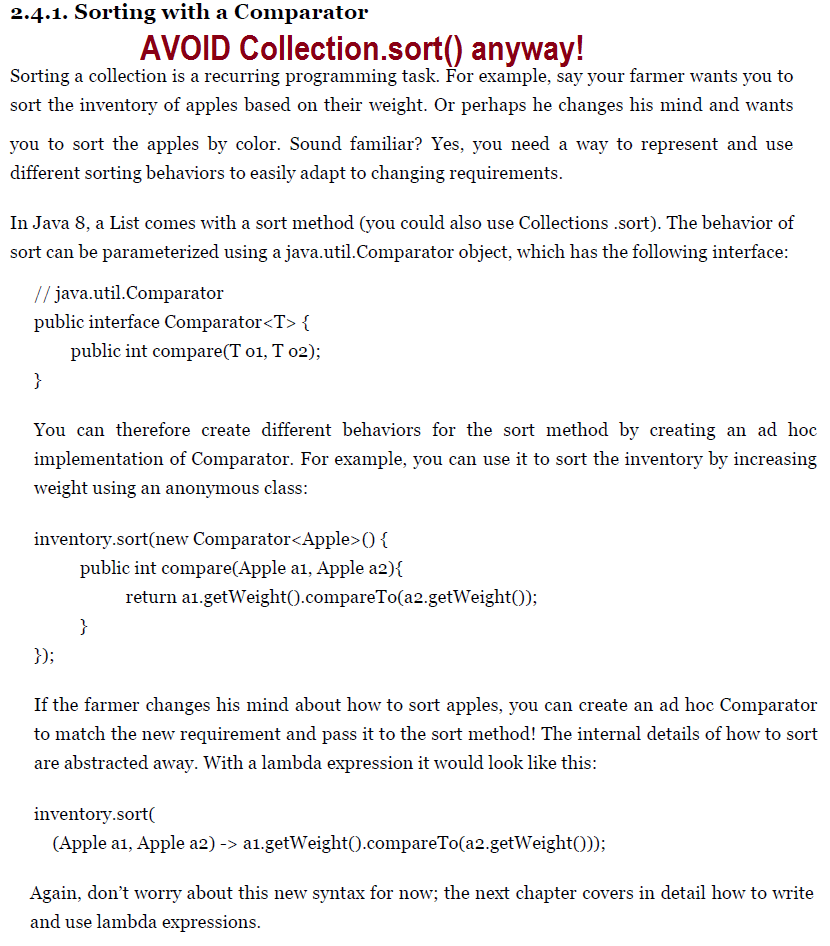 2.4.1. Sorting with a Comparator
AVOID Collection.sort() anyway!
Sorting a collection is a recurring programming task. For example, say your farmer wants you to
sort the inventory of apples based on their weight. Or perhaps he changes his mind and wants
you to sort the apples by color. Sound familiar? Yes, you need a way to represent and use
different sorting behaviors to easily adapt to changing requirements.
In Java 8, a List comes with a sort method (you could also use Collections .sort). The behavior of
sort can be parameterized using a java.util.Comparator object, which has the following interface:
// java.util.Comparator
public interface Comparator<T> {
public int compare(T o1, T o2);
}
You can therefore create different behaviors for the sort method by creating an ad hoc
implementation of Comparator. For example, you can use it to sort the inventory by increasing
weight using an anonymous class:
inventory.sort(new Comparator<Apple>() {
public int compare(Apple a1, Apple a2){
return a1.getWeight().compareTo(a2.getWeight());
}
});
If the farmer changes his mind about how to sort apples, you can create an ad hoc Comparator
to match the new requirement and pass it to the sort method! The internal details of how to sort
are abstracted away. With a lambda expression it would look like this:
inventory.sort(
(Apple a1, Apple a2) -> a1.getWeight().compareTo(a2.getWeight()));
Again, don’t worry about this new syntax for now; the next chapter covers in detail how to write
and use lambda expressions.